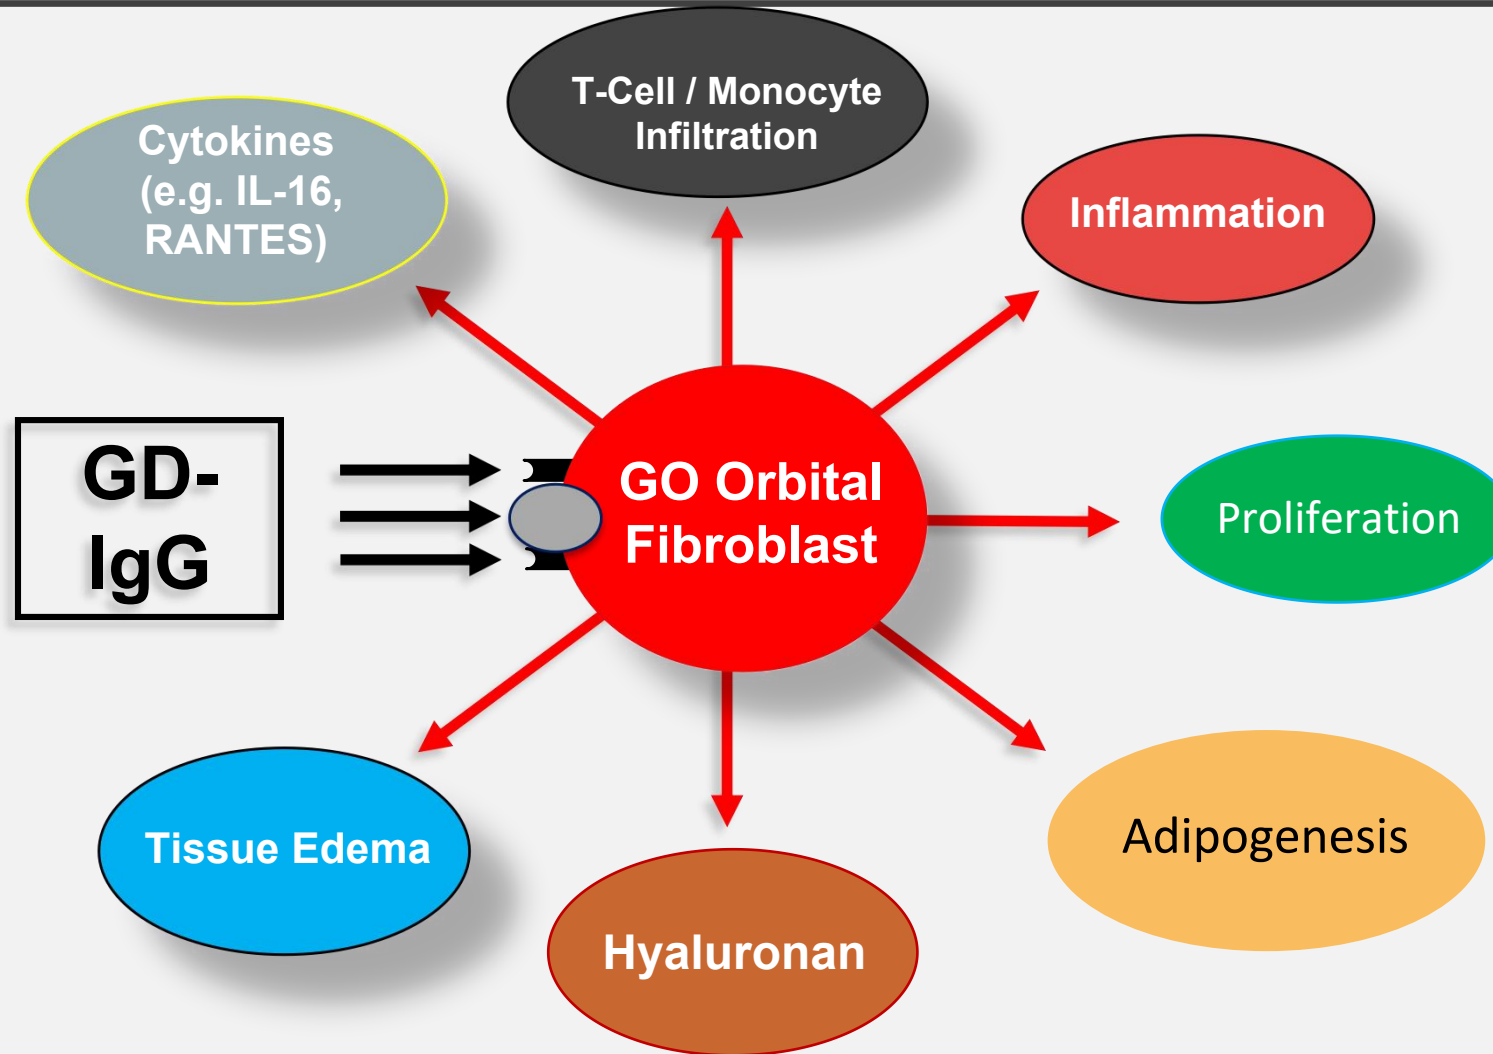 T-Cell / Monocyte
Infiltration
Cytokines
(e.g. IL-16,
RANTES)
Inflammation
GD-
IgG
GO Orbital
Fibroblast
Proliferation
Tissue Edema
Adipogenesis
Hyaluronan